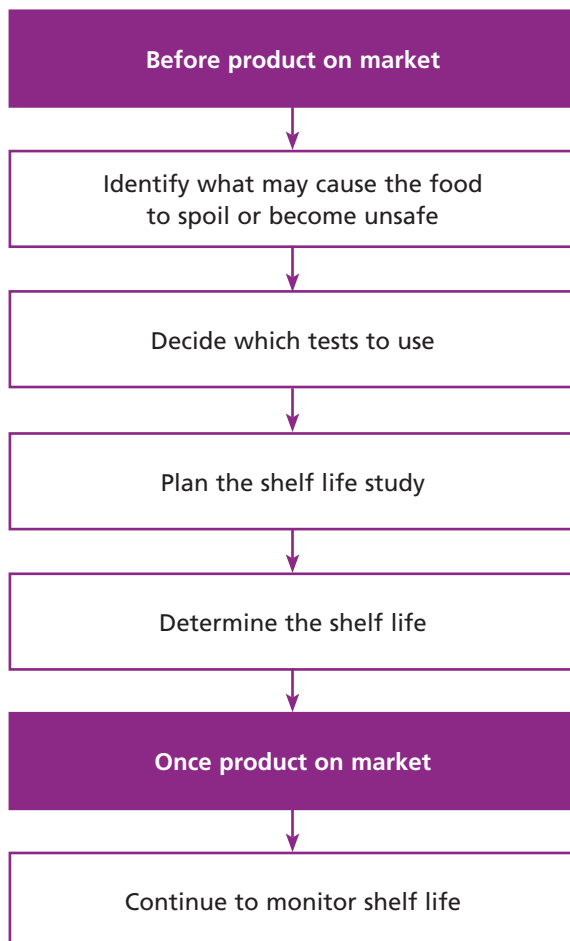 Before product on market
Identify what may cause the food
to spoil or become unsafe
Decide which tests to use
Plan the shelf life study
Determine the shelf life
Once product on market
Continue to monitor shelf life